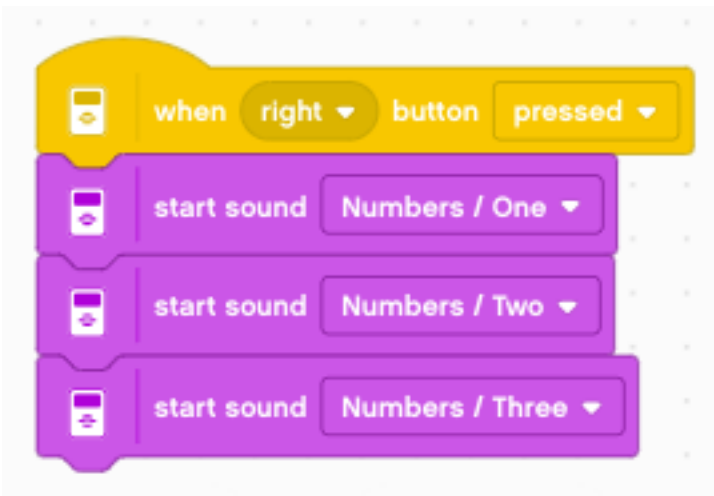 when right button pressed
start sound Numbers / One
start sound Numbers / Two
start sound Numbers / Three